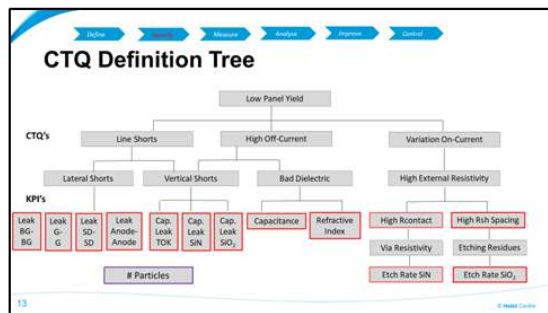 Define
Measure
Analyse
Improve
Control
CTQ Definition Tree
Low Panel Yield
CTQ's
Line Shorts
High Off-Current
Variation On-Current
Lateral Shorts
Vertical Shorts
Bad Dielectric
High External Resistivity
KPI's
Leak
BG-
BG
Leak
G-
G
Leak
SD-
SD
Leak
Anode-
Anode
Cap.
Leak
TOK
Cap.
Leak
SiN
Cap.
Leak
SiO₂
Capacitance
Refractive
Index
High Rcontact
High Rsh Spacing
Via Resistivity
Etching Residues
Etch Rate SiN
Etch Rate SiO₂
# Particles
13
© Holst Centre